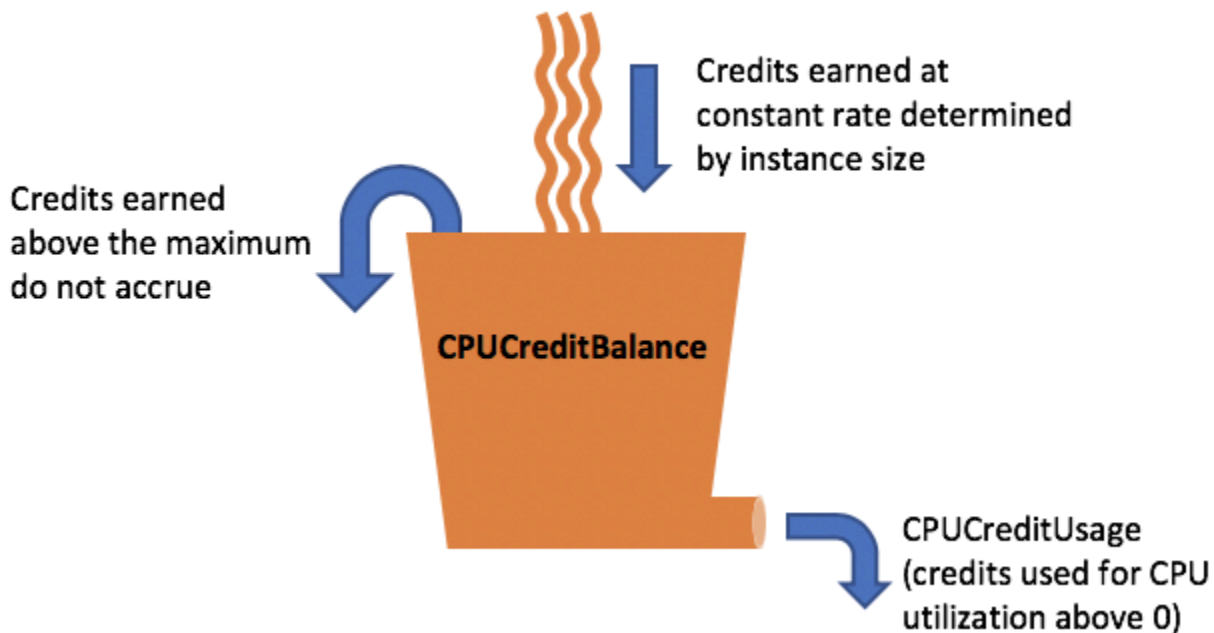 Credits earned at
constant rate determined
by instance size
Credits earned
above the maximum
do not accrue
CPUCreditBalance
CPUCreditUsage
(credits used for CPU
utilization above 0)